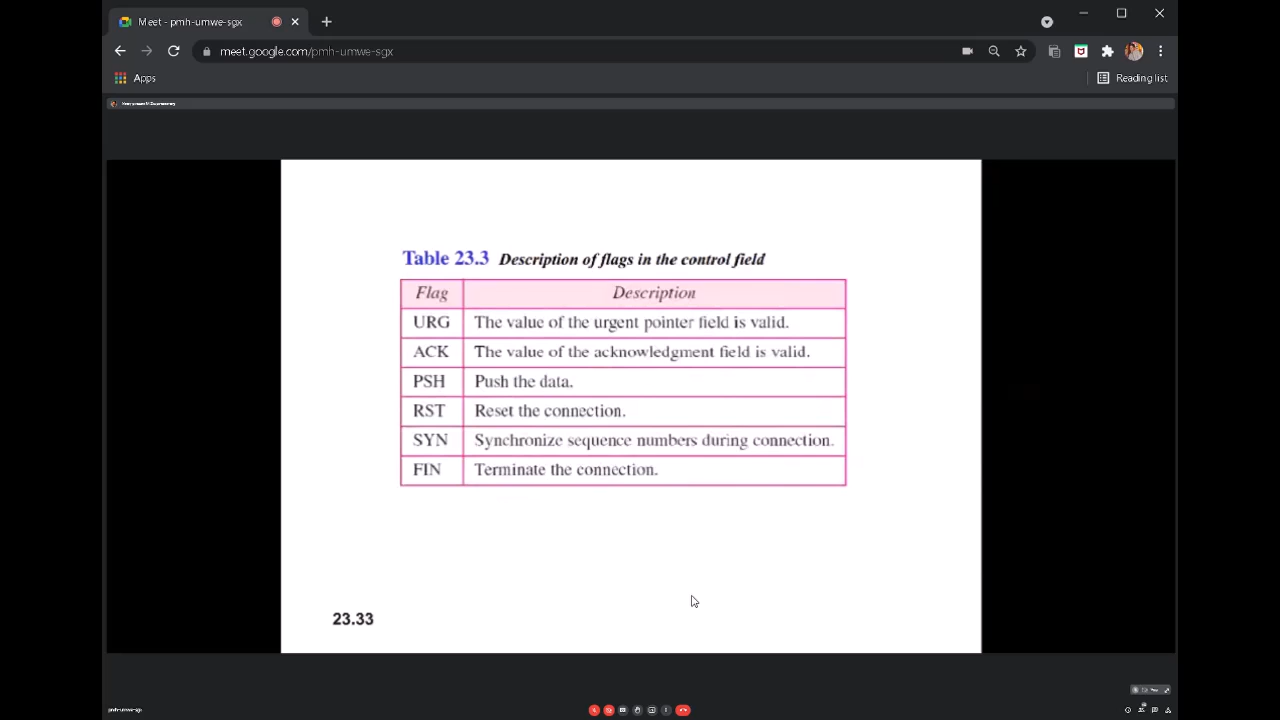 Meet - pmh-umwe-sgx
meet.google.com/pmh-umwe-sgx
Apps
Reading list
Table 23.3 Description of flags in the control field
Flag Description
URG The value of the urgent pointer field is valid.
ACK The value of the acknowledgment field is valid.
PSH Push the data.
RST Reset the connection.
SYN Synchronize sequence numbers during connection.
FIN Terminate the connection.
23.33
pmh-umwe-sgx